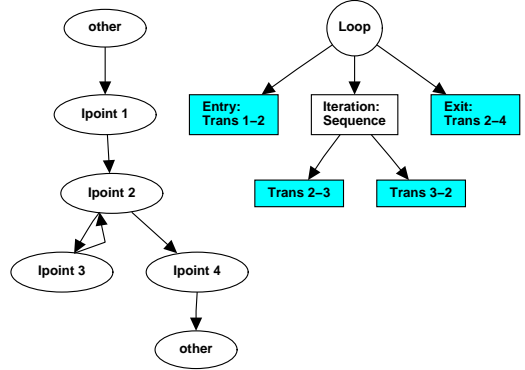 other
Ipoint 1
Ipoint 2
Ipoint 3
Ipoint 4
other
Loop
Entry:
Trans 1–2
Iteration:
Sequence
Exit:
Trans 2–4
Trans 2–3
Trans 3–2